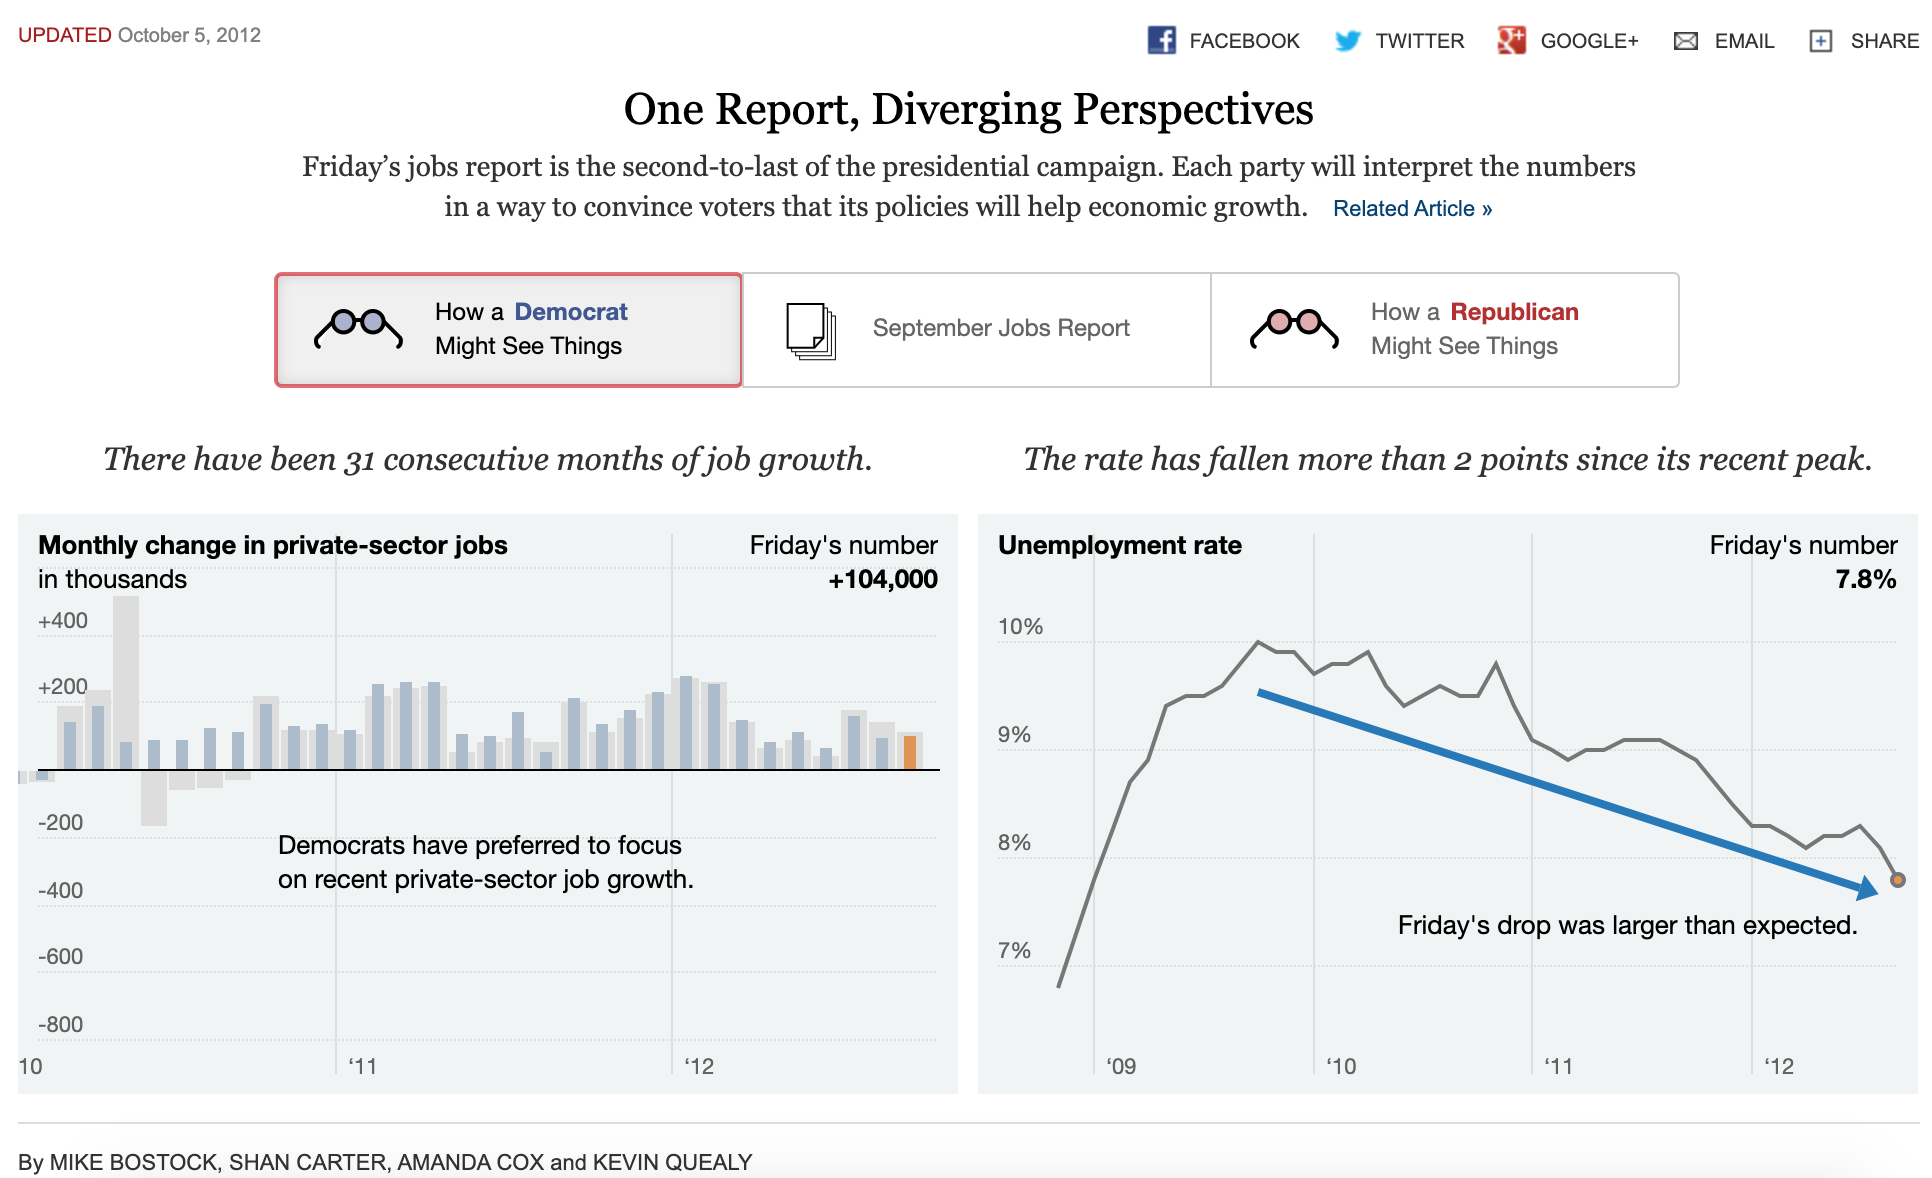 UPDATED October 5, 2012
FACEBOOK
TWITTER
GOOGLE+
EMAIL
SHARE
One Report, Diverging Perspectives
Friday’s jobs report is the second-to-last of the presidential campaign. Each party will interpret the numbers
in a way to convince voters that its policies will help economic growth. Related Article »
How a Democrat
Might See Things
September Jobs Report
How a Republican
Might See Things
There have been 31 consecutive months of job growth.
Monthly change in private-sector jobs
in thousands
Friday's number
+104,000
+400
+200
-200
-400
-600
-800
Democrats have preferred to focus
on recent private-sector job growth.
10
‘11
‘12
The rate has fallen more than 2 points since its recent peak.
Unemployment rate
Friday's number
7.8%
10%
9%
8%
7%
Friday's drop was larger than expected.
‘09
‘10
‘11
‘12
By MIKE BOSTOCK, SHAN CARTER, AMANDA COX and KEVIN QUEALY